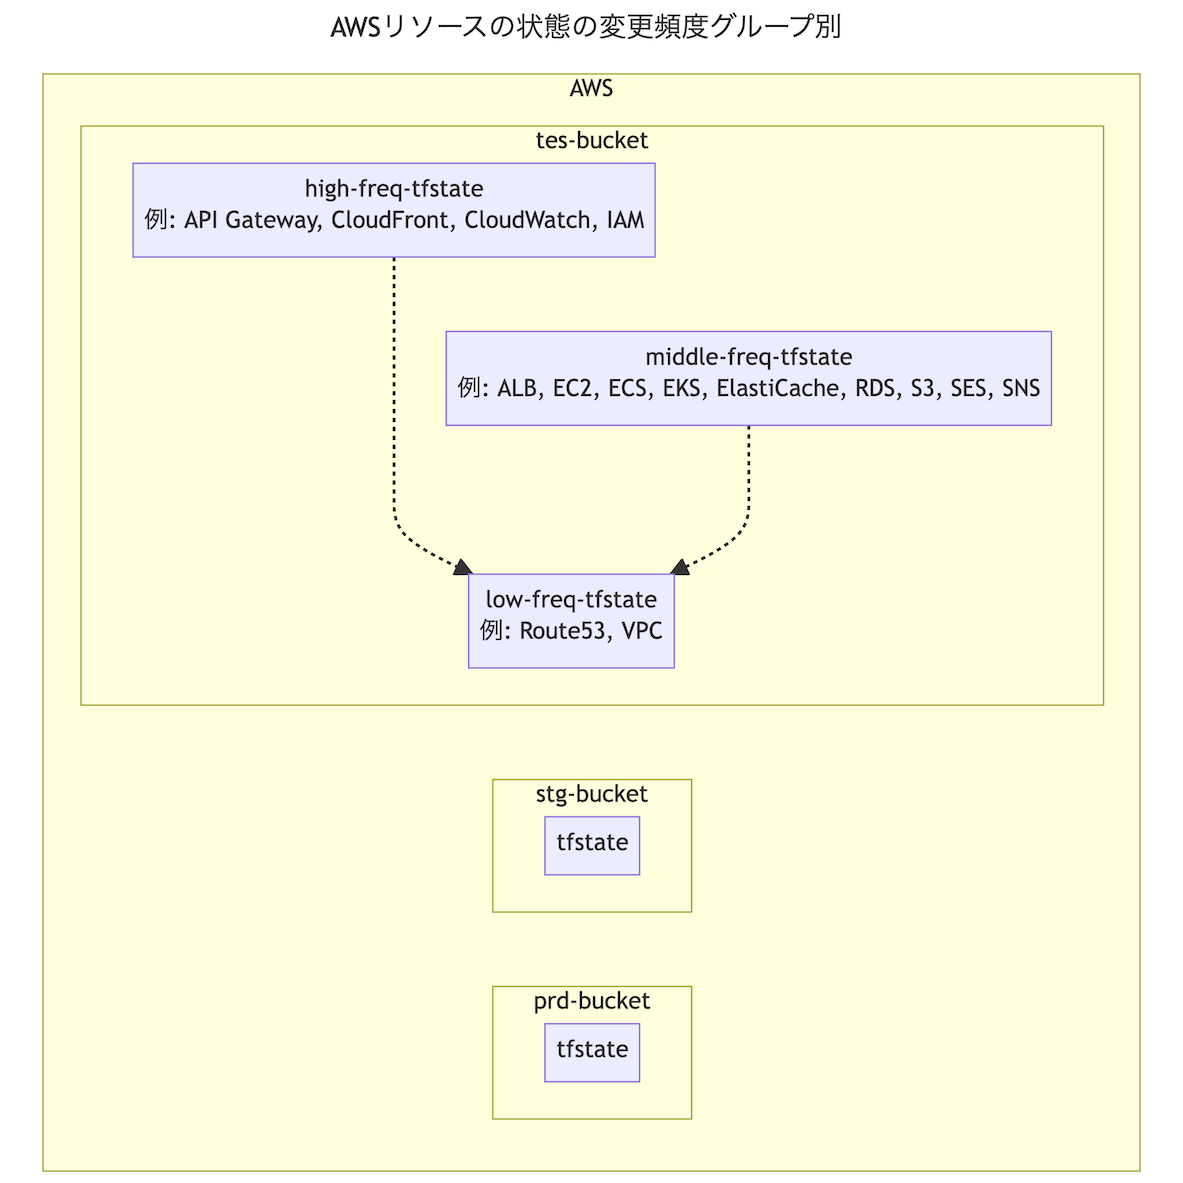 AWSリソースの状態の変更頻度グループ別
AWS
tes-bucket
high-freq-tfstate
例: API Gateway, CloudFront, CloudWatch, IAM
middle-freq-tfstate
例: ALB, EC2, ECS, EKS, ElastiCache, RDS, S3, SES, SNS
low-freq-tfstate
例: Route53, VPC
stg-bucket
tfstate
prd-bucket
tfstate